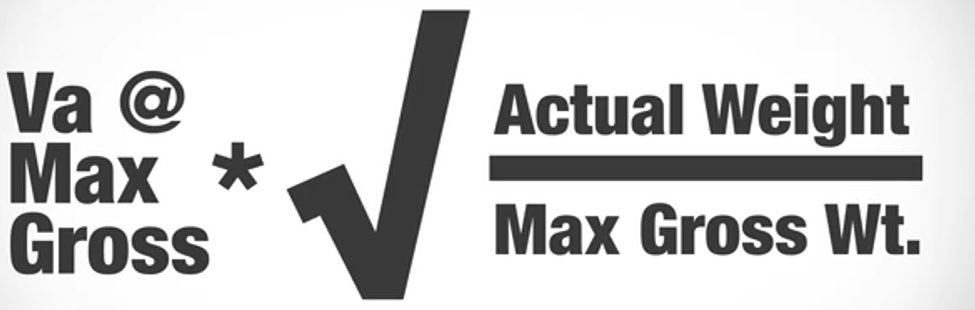 Va @
Max
Gross
*
√
Actual Weight
Max Gross Wt.